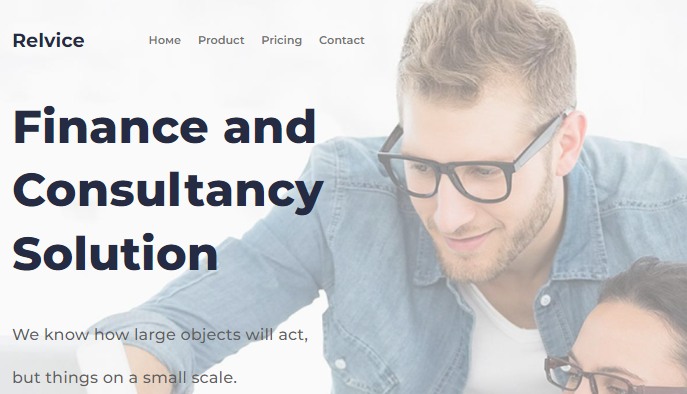 Relvice
Home Product Pricing Contact
Finance and
Consultancy
Solution
We know how large objects will act,
but things on a small scale.